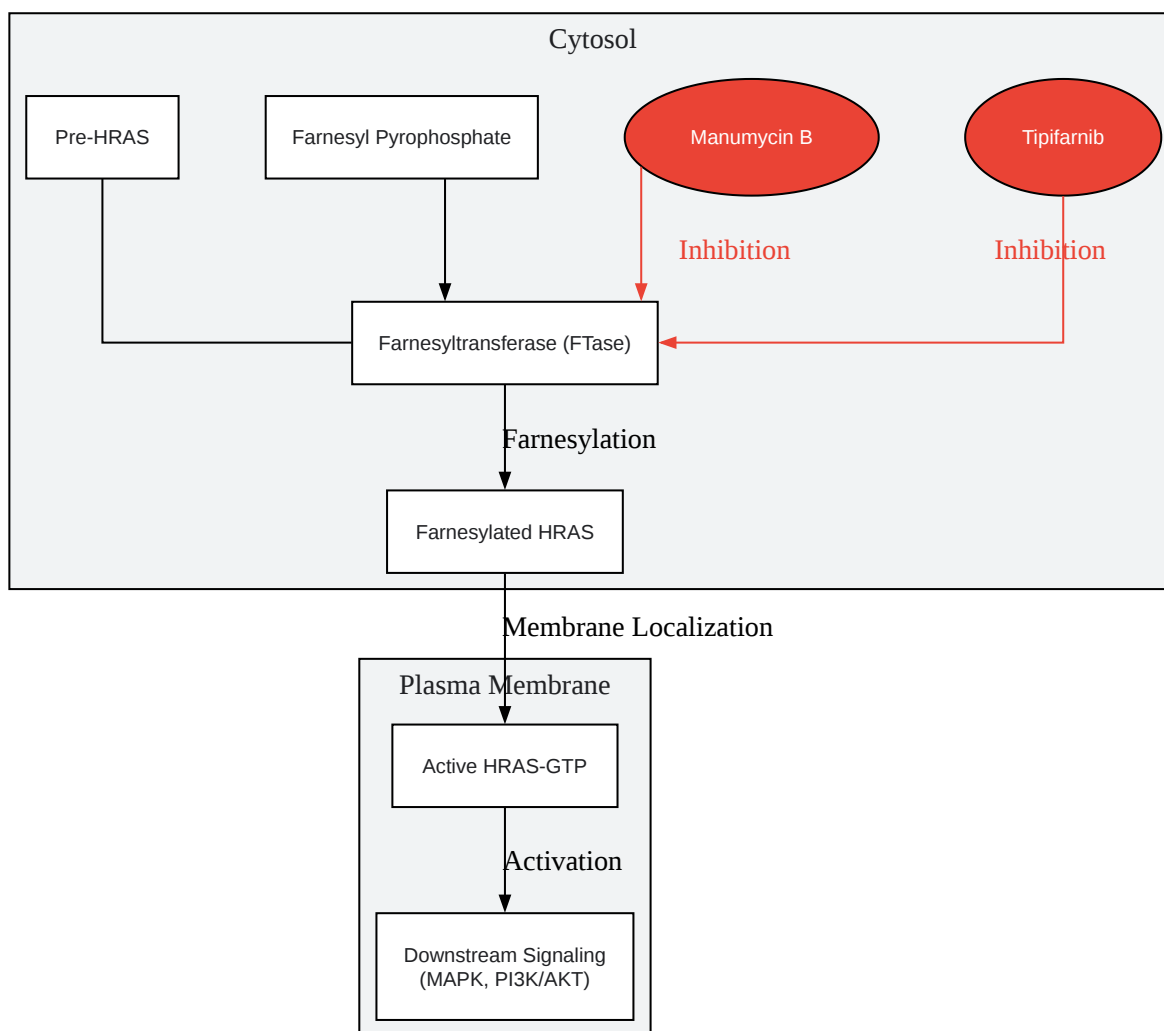 Cytosol
Pre-HRAS
Farnesyl Pyrophosphate
Manumycin B
Tipifarnib
Inhibition
Inhibition
Farnesyltransferase (FTase)
Farnesylation
Farnesylated HRAS
Membrane Localization
Plasma Membrane
Active HRAS-GTP
Activation
Downstream Signaling
(MAPK, PI3K/AKT)